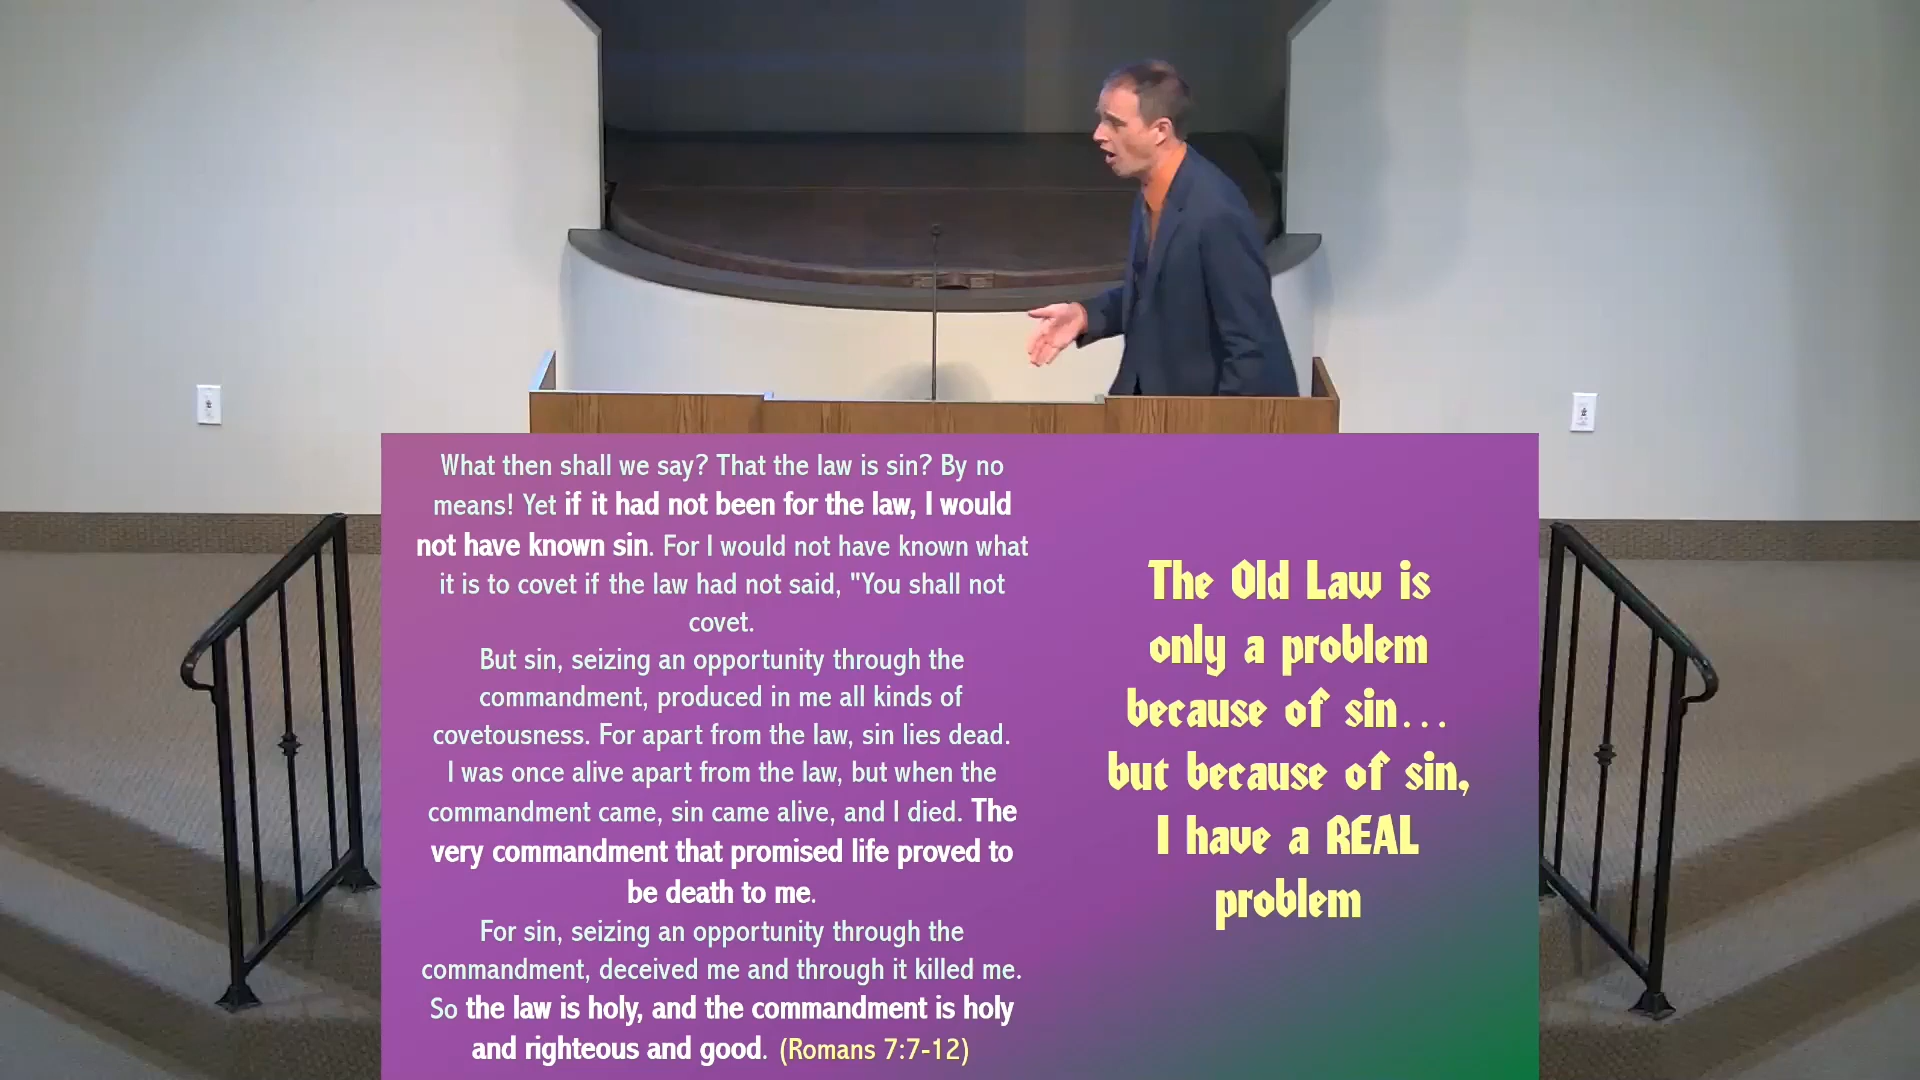 What then shall we say? That the law is sin? By no
means! Yet if it had not been for the law, I would
not have known sin. For I would not have known what
it is to covet if the law had not said, "You shall not
covet.
But sin, seizing an opportunity through the
commandment, produced in me all kinds of
covetousness. For apart from the law, sin lies dead.
I was once alive apart from the law, but when the
commandment came, sin came alive, and I died. The
very commandment that promised life proved to
be death to me.
For sin, seizing an opportunity through the
commandment, deceived me and through it killed me.
So the law is holy, and the commandment is holy
and righteous and good. (Romans 7:7-12)
The Old Law is
only a problem
because of sin...
but because of sin,
I have a REAL
problem